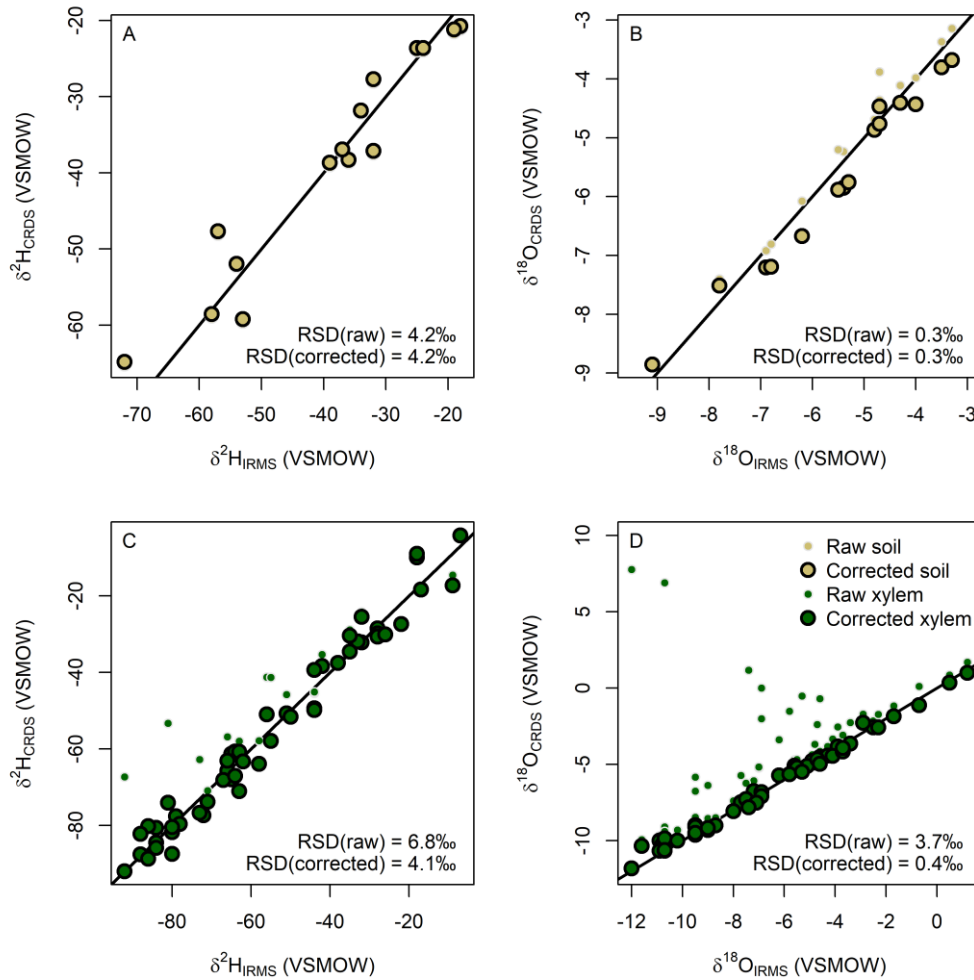 A
-20
-30
-40
-50
-60
δ²H_CRDS (VSMOW)
RSD(raw) = 4.2‰
RSD(corrected) = 4.2‰
-70 -60 -50 -40 -30 -20
δ²H_IRMS (VSMOW)
B
-3
-4
-5
-6
-7
-8
-9
δ¹⁸O_CRDS (VSMOW)
RSD(raw) = 0.3‰
RSD(corrected) = 0.3‰
-9 -8 -7 -6 -5 -4 -3
δ¹⁸O_IRMS (VSMOW)
C
-20
-40
-60
-80
δ²H_CRDS (VSMOW)
RSD(raw) = 6.8‰
RSD(corrected) = 4.1‰
-80 -60 -40 -20
δ²H_IRMS (VSMOW)
D
10
5
0
-5
-10
δ¹⁸O_CRDS (VSMOW)
Raw soil
Corrected soil
Raw xylem
Corrected xylem
RSD(raw) = 3.7‰
RSD(corrected) = 0.4‰
-12 -10 -8 -6 -4 -2 0
δ¹⁸O_IRMS (VSMOW)